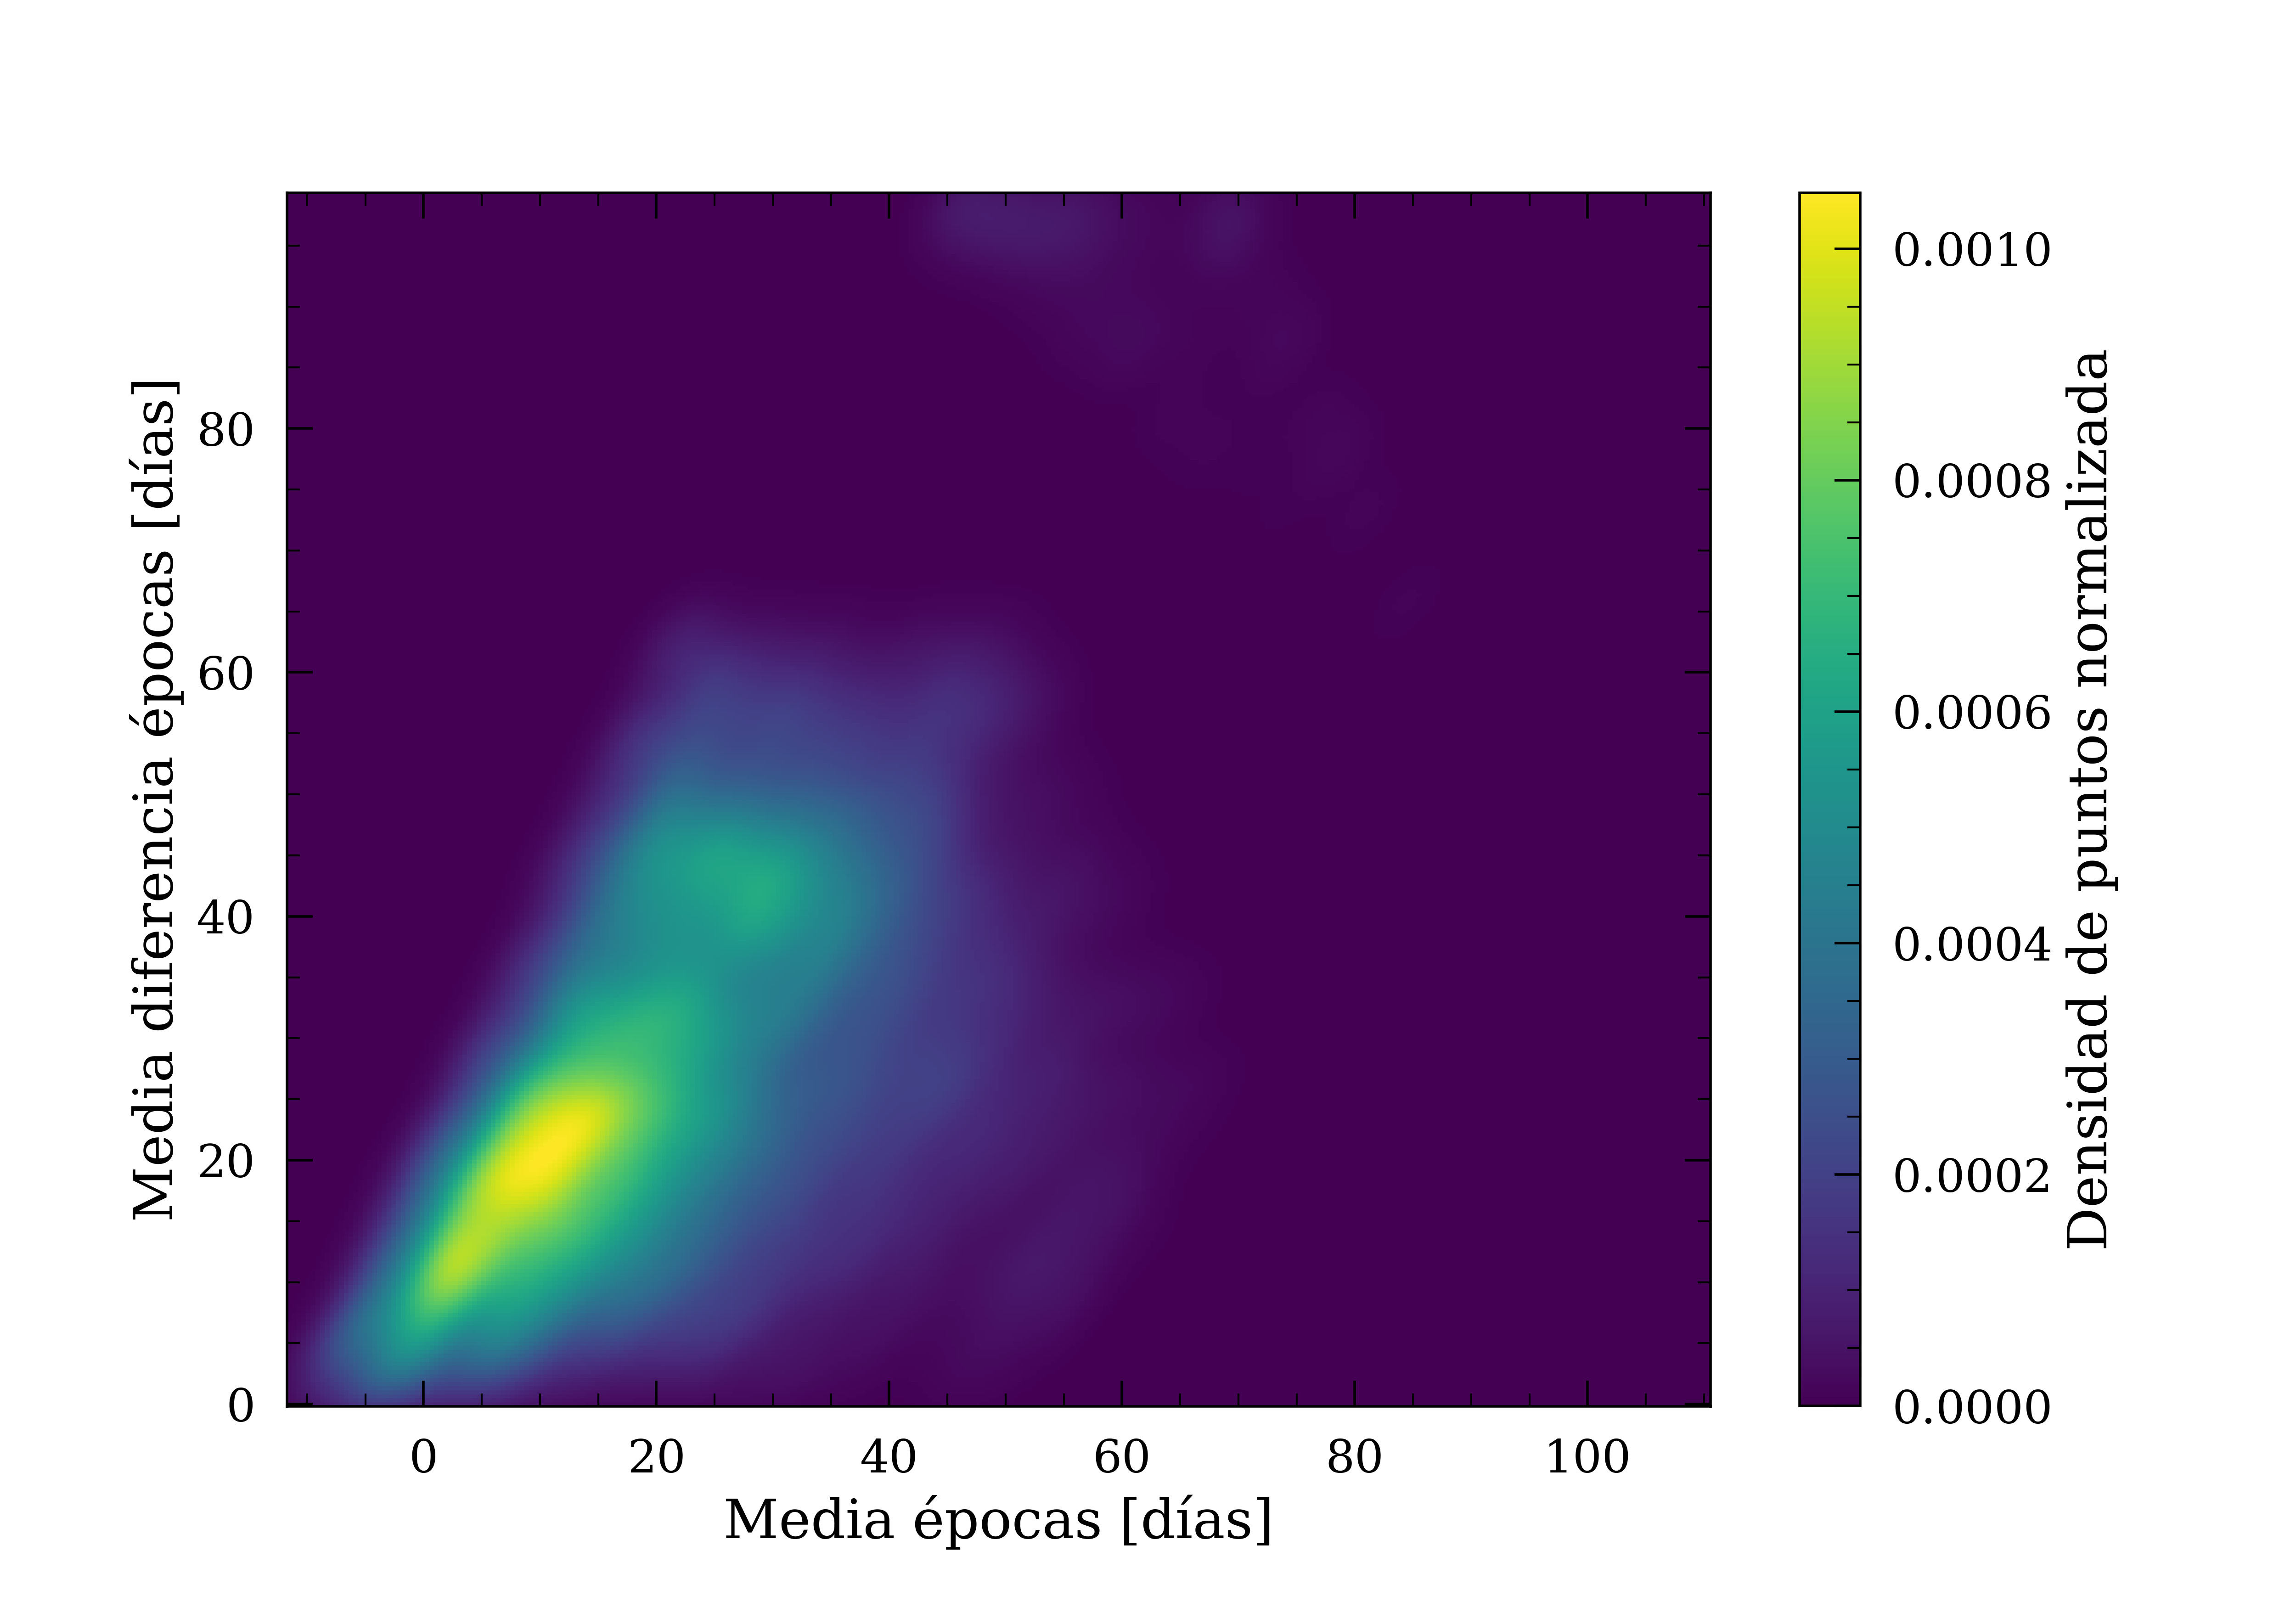 Media diferencia épocas [días]
80
60
40
20
0
0 20 40 60 80 100
Media épocas [días]
0.0010
0.0008
0.0006
0.0004
0.0002
0.0000
Densidad de puntos normalizada